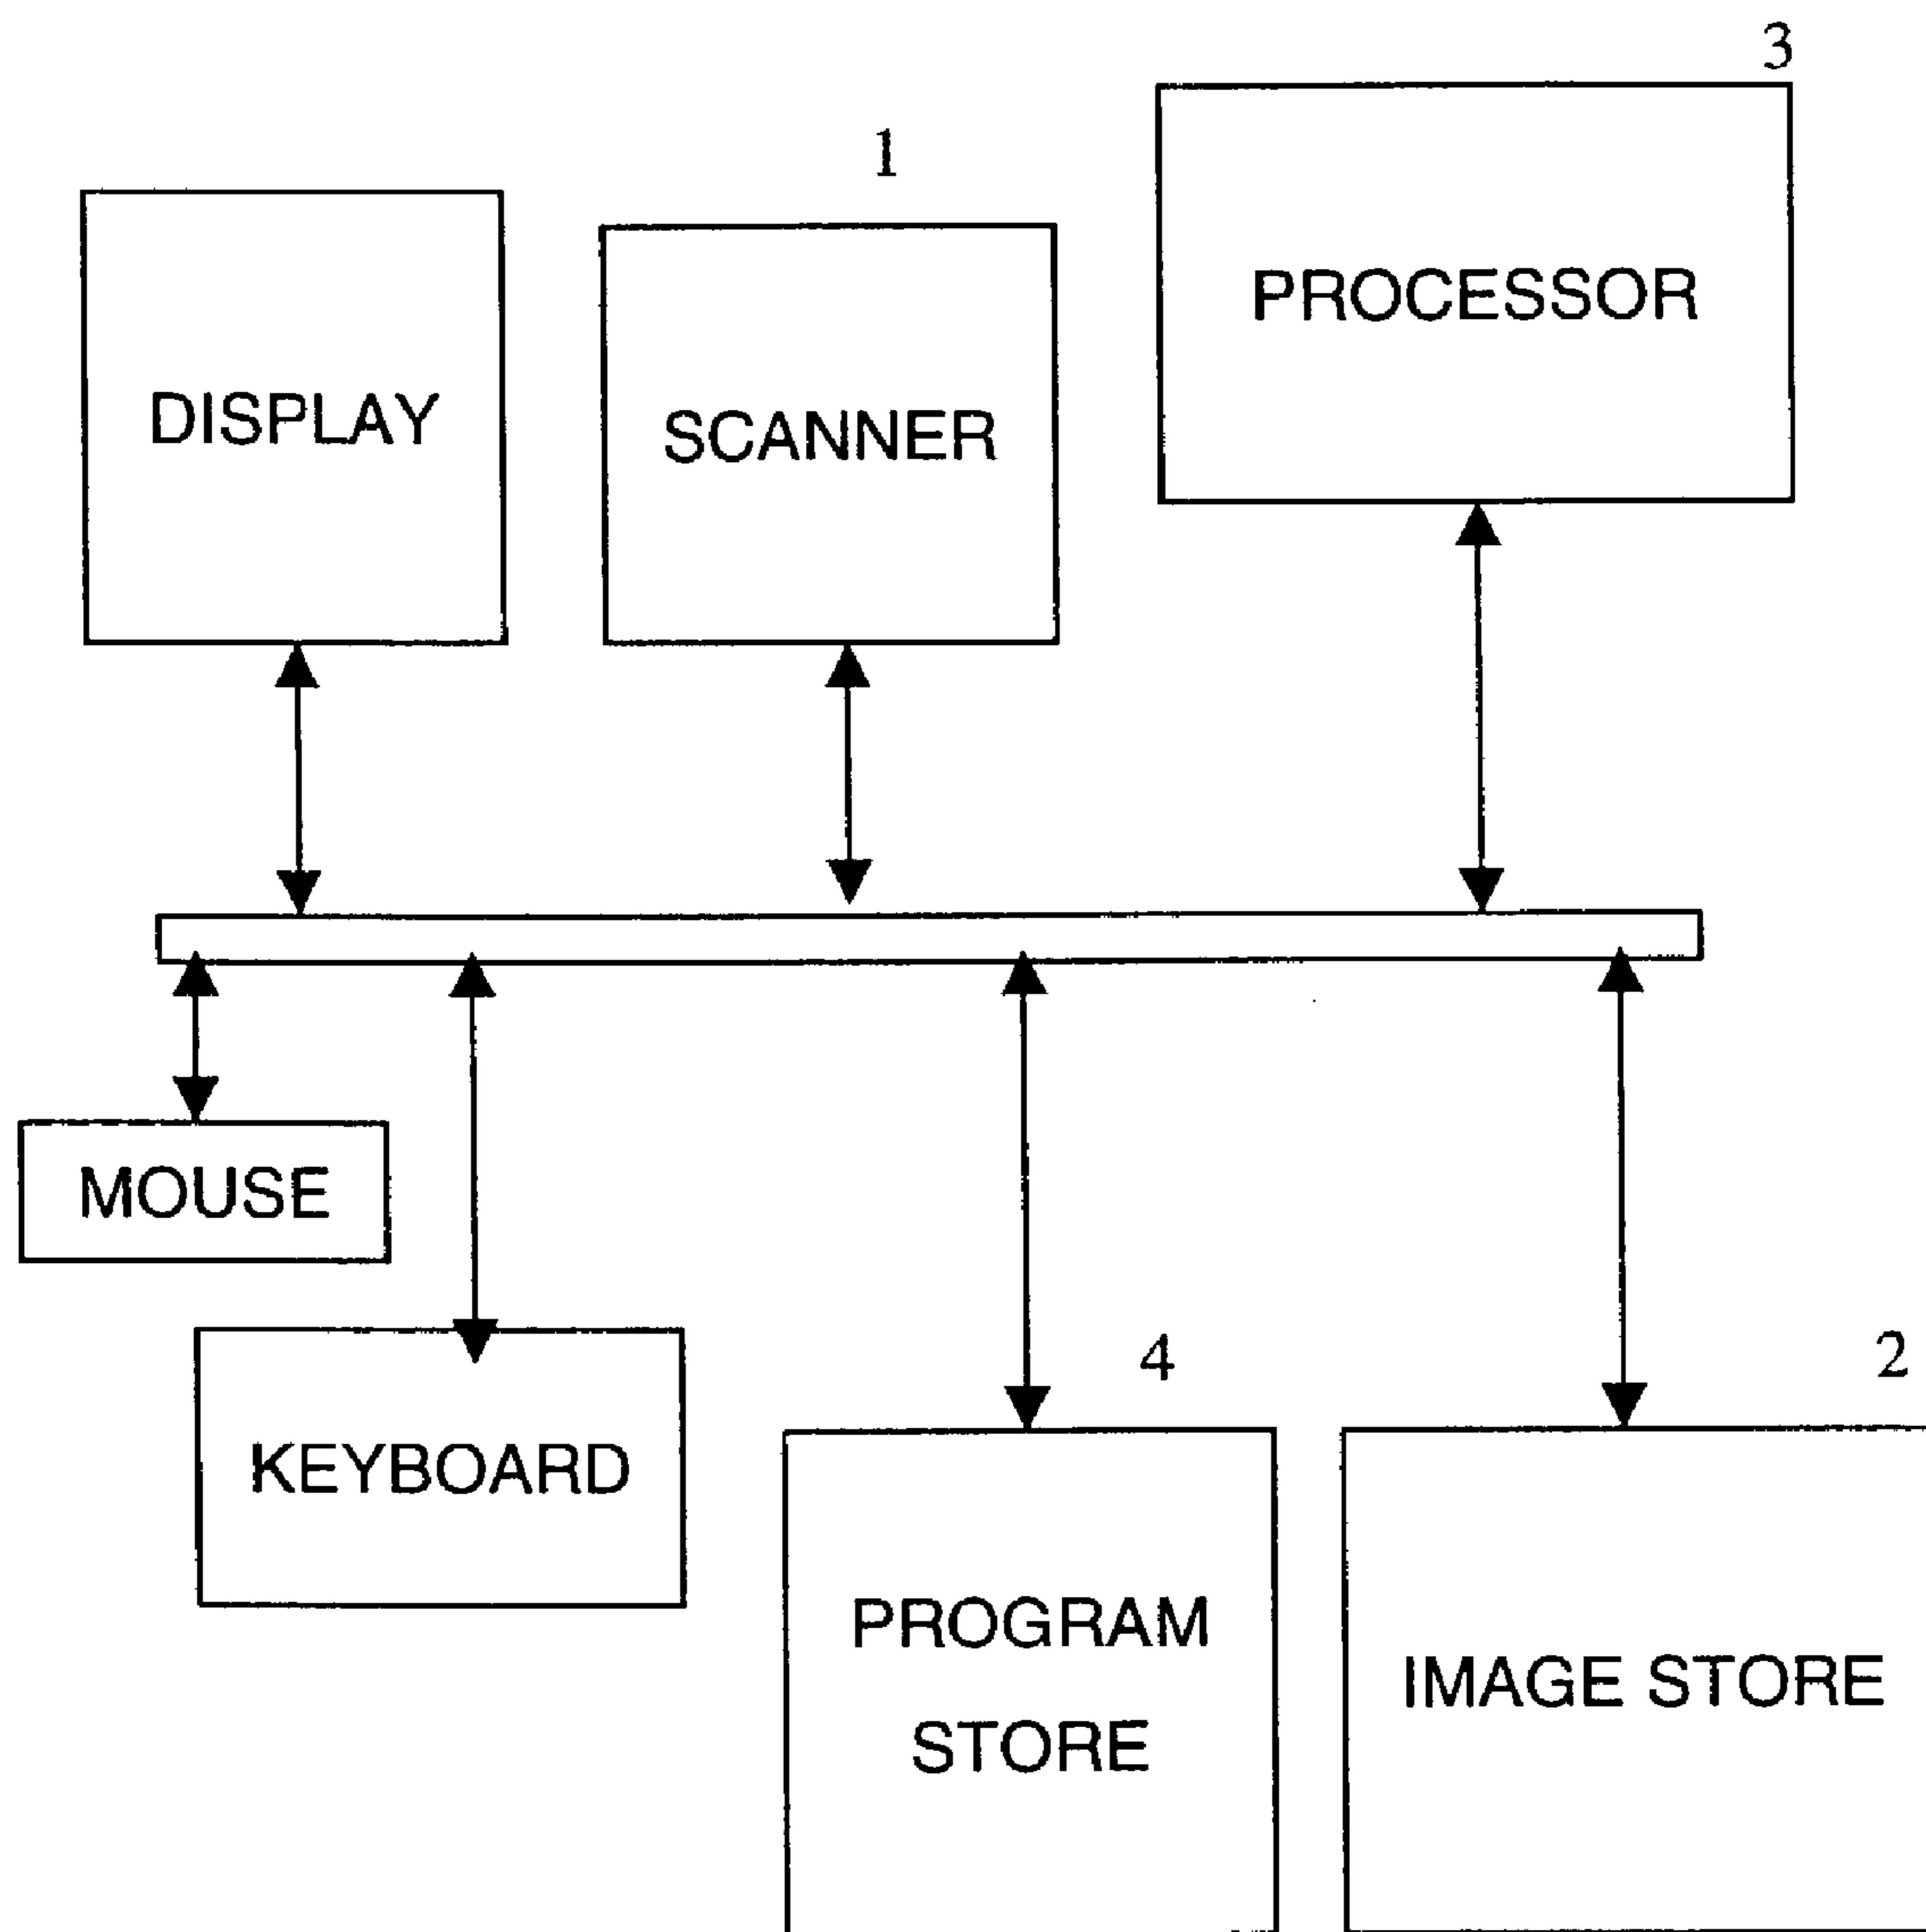 3
1
DISPLAY
SCANNER
PROCESSOR
MOUSE
KEYBOARD
4
2
PROGRAM
STORE
IMAGE STORE